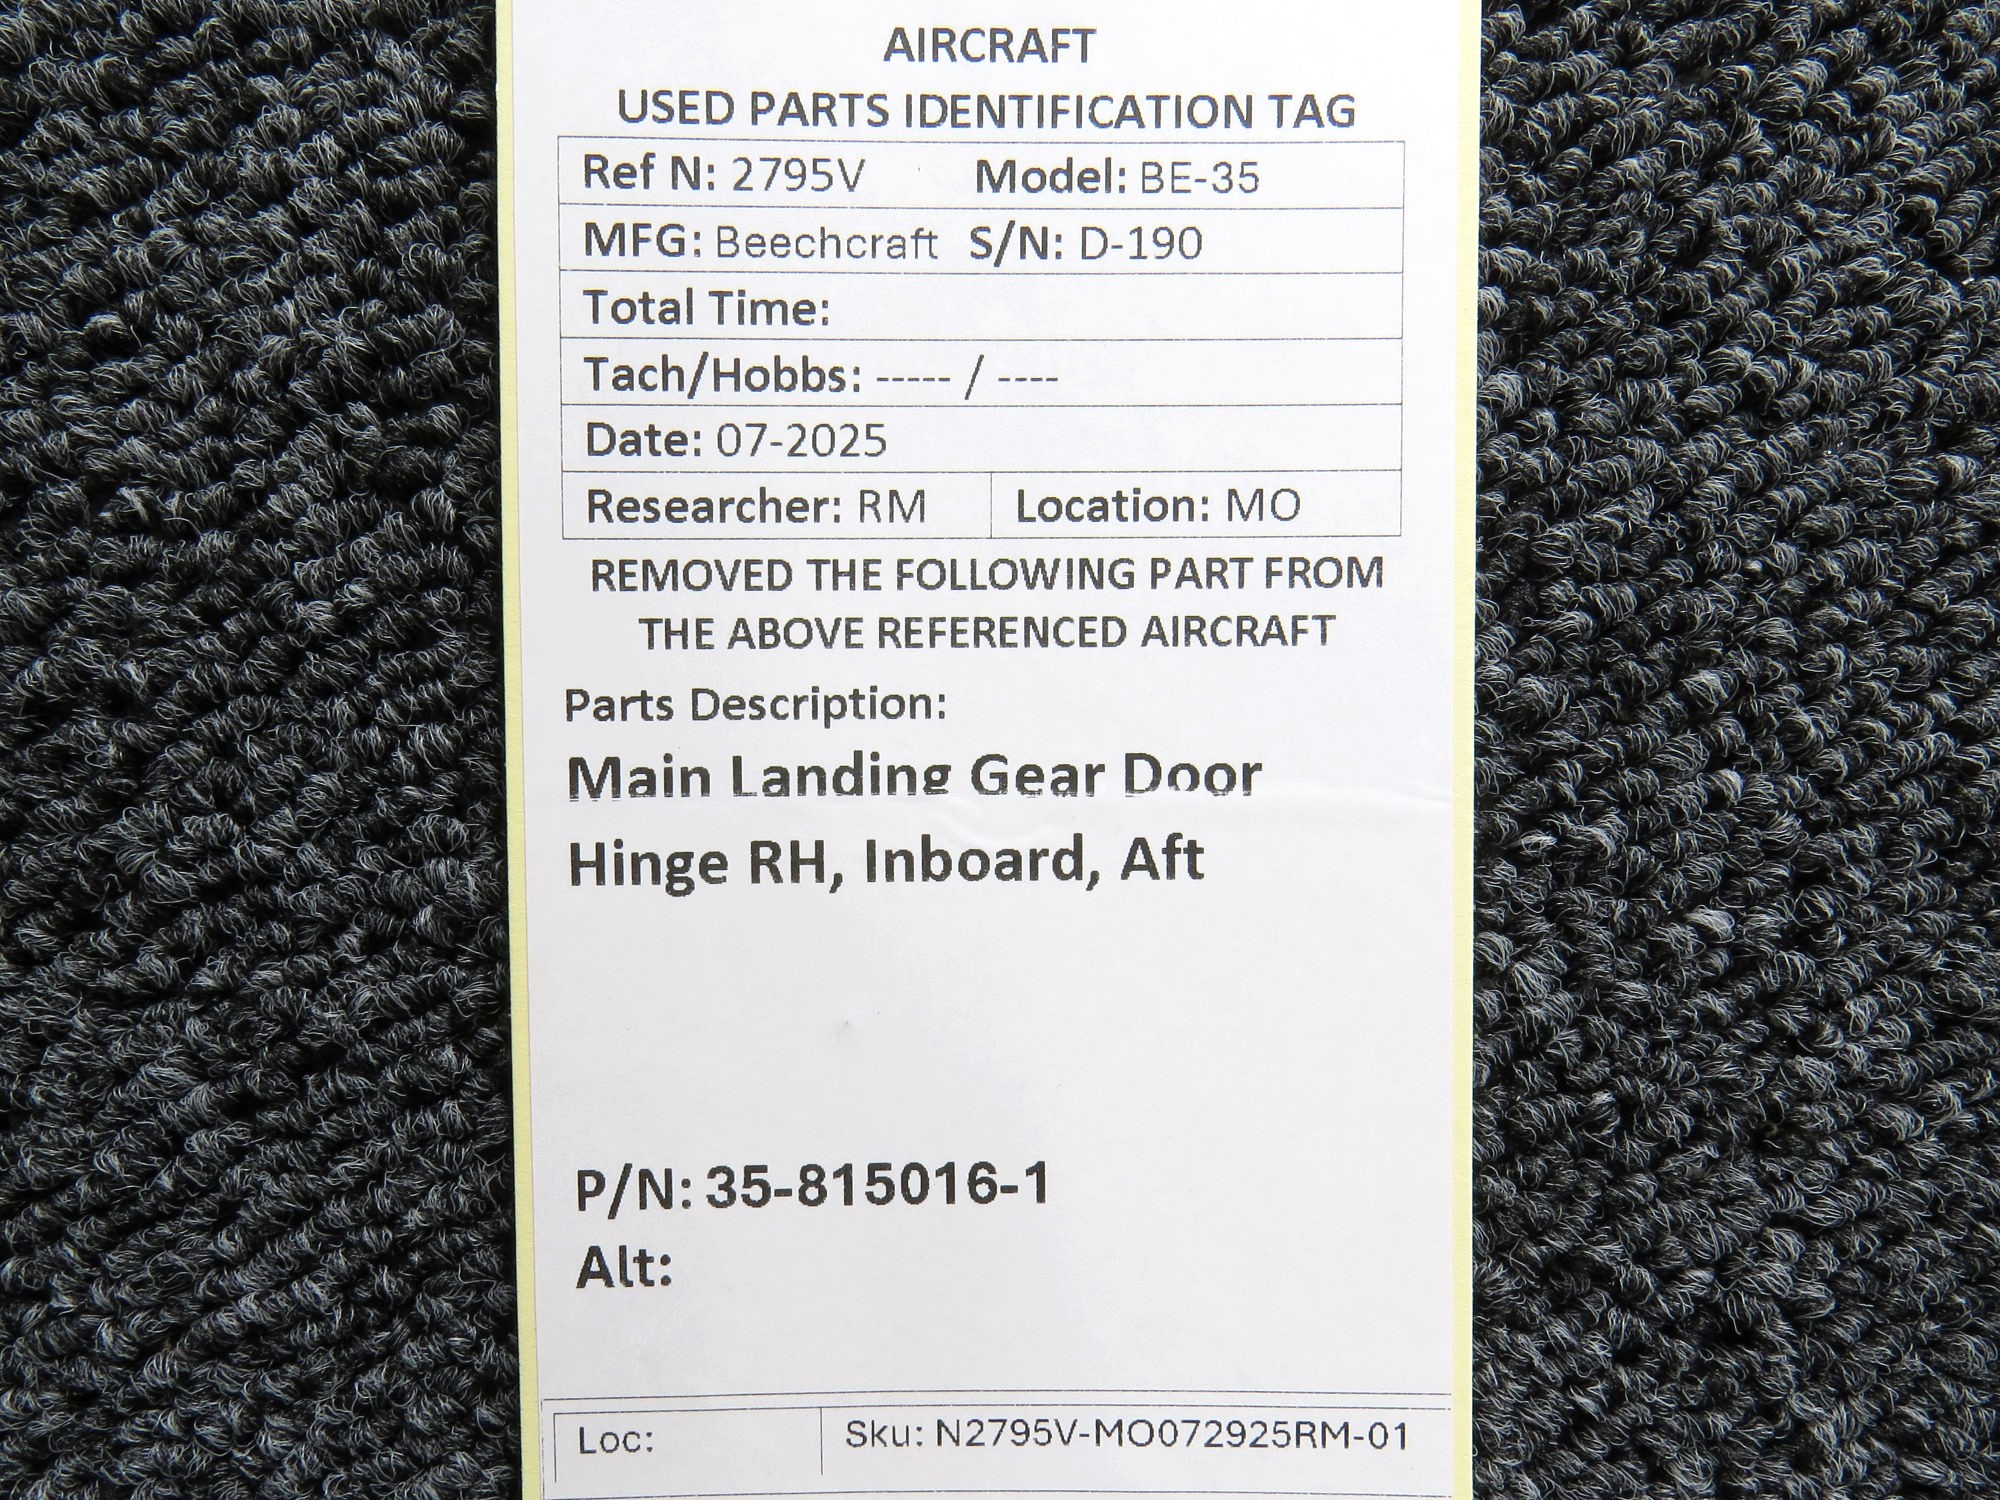 AIRCRAFT
USED PARTS IDENTIFICATION TAG
Ref N: 2795V Model: BE-35
MFG: Beechcraft S/N: D-190
Total Time:
Tach/Hobbs: ----- / ----
Date: 07-2025
Researcher: RM Location: MO
REMOVED THE FOLLOWING PART FROM
THE ABOVE REFERENCED AIRCRAFT
Parts Description:
Main Landing Gear Door
Hinge RH, Inboard, Aft
P/N: 35-815016-1
Alt:
Loc: Sku: N2795V-MO072925RM-01